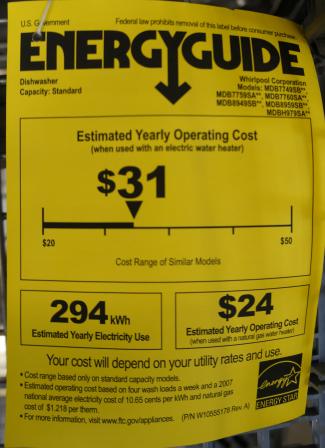 U.S. Government
Federal law prohibits removal of this label before consumer purchase.
ENERGYGUIDE
Dishwasher
Capacity: Standard
Whirlpool Corporation
Models: MDB7749SB**,
MDB7759SA**, MDB7760SA**,
MDB8949SB**, MDB8959SB**,
MDBH979SA**
Estimated Yearly Operating Cost
(when used with an electric water heater)
$31
$20
$50
Cost Range of Similar Models
294 kWh
Estimated Yearly Electricity Use
$24
Estimated Yearly Operating Cost
(when used with a natural gas water heater)
Your cost will depend on your utility rates and use.
• Cost range based only on standard capacity models.
• Estimated operating cost based on four wash loads a week and a 2007
national average electricity cost of 10.65 cents per kWh and natural gas
cost of $1.218 per therm.
• For more information, visit www.ftc.gov/appliances.
(P/N W10555178 Rev. A)
energy
ENERGY STAR